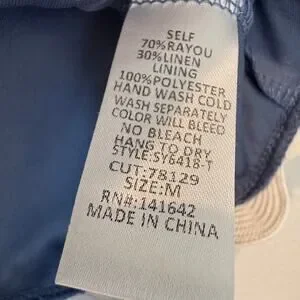 SELF
70%RAYOU
30%LINEN
LINING
100%POLYESTER
HAND WASH COLD
WASH SEPARATELY
COLOR WILL BLEED
NO BLEACH
HANG TO DRY
STYLE:SY6418-T
CUT:78129
SIZE:M
RN#:141642
MADE IN CHINA